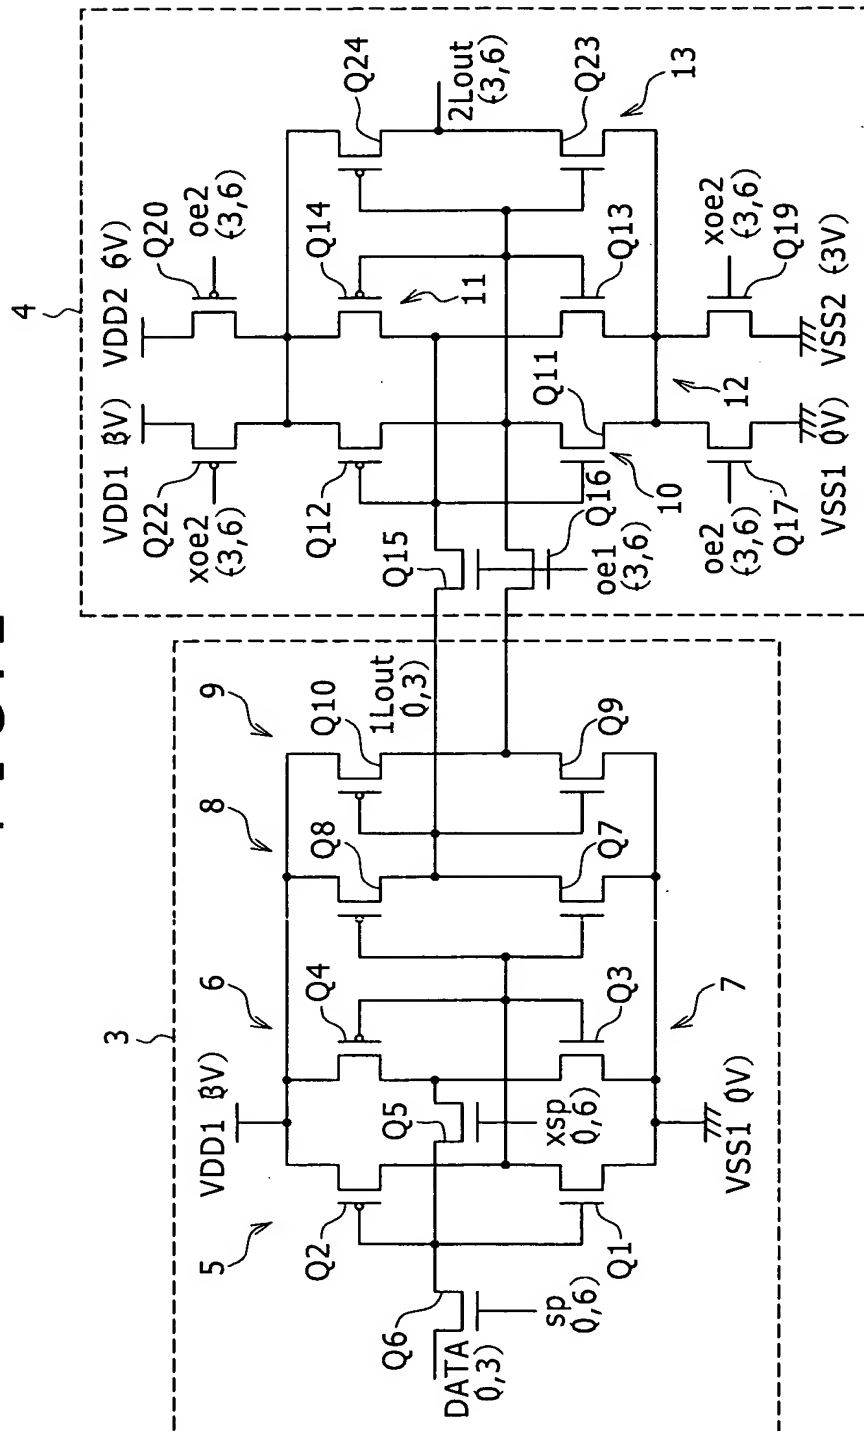 3
4
5
6
8
9
VDD1 (3V)
VDD1 (3V)
VDD2 (6V)
Q22
Q20
xoe2
(-3,6)
oe2
(-3,6)
Q2
Q4
Q8
Q10
Q12
Q14
Q24
Q6
Q5
1Lout
(0,3)
Q15
11
2Lout
(-3,6)
DATA
(0,3)
sp
(0,6)
xsp
(0,6)
Q16
oe1
(-3,6)
Q11
Q1
Q3
Q7
Q9
10
Q13
Q23
oe2
(-3,6)
Q17
12
xoe2
(-3,6)
Q19
13
7
VSS1 (0V)
VSS1 (0V)
VSS2 (-3V)